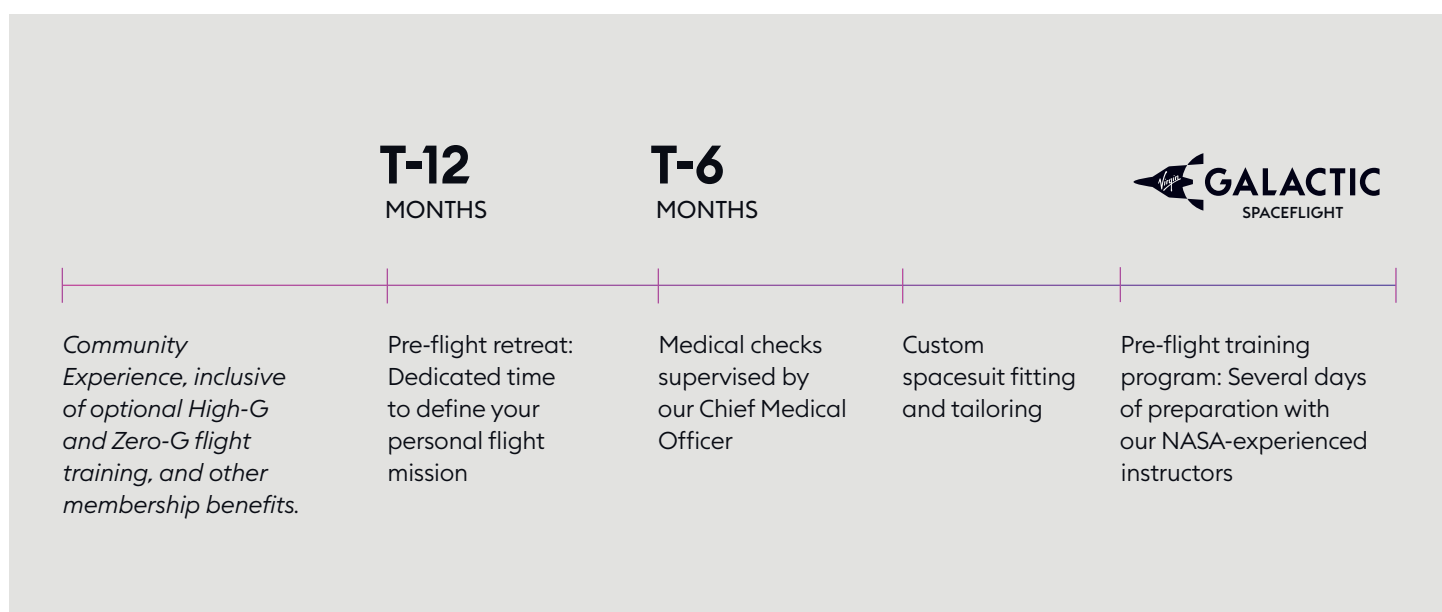 T-12
MONTHS
T-6
MONTHS
Virgin GALACTIC
SPACEFLIGHT
Community
Experience, inclusive
of optional High-G
and Zero-G flight
training, and other
membership benefits.
Pre-flight retreat:
Dedicated time
to define your
personal flight
mission
Medical checks
supervised by
our Chief Medical
Officer
Custom
spacesuit fitting
and tailoring
Pre-flight training
program: Several days
of preparation with
our NASA-experienced
instructors